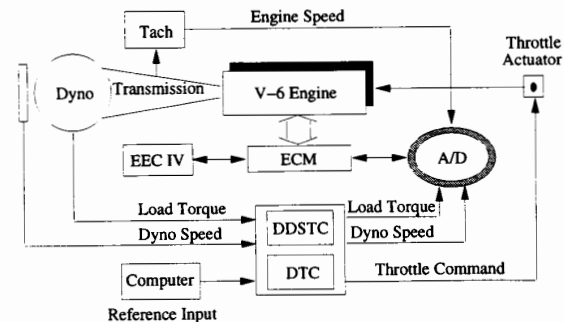 Engine Speed
Tach
Throttle
Actuator
Dyno
Transmission
V-6 Engine
EEC IV
ECM
A/D
Load Torque
Load Torque
Dyno Speed
DDSTC
Dyno Speed
Computer
DTC
Throttle Command
Reference Input